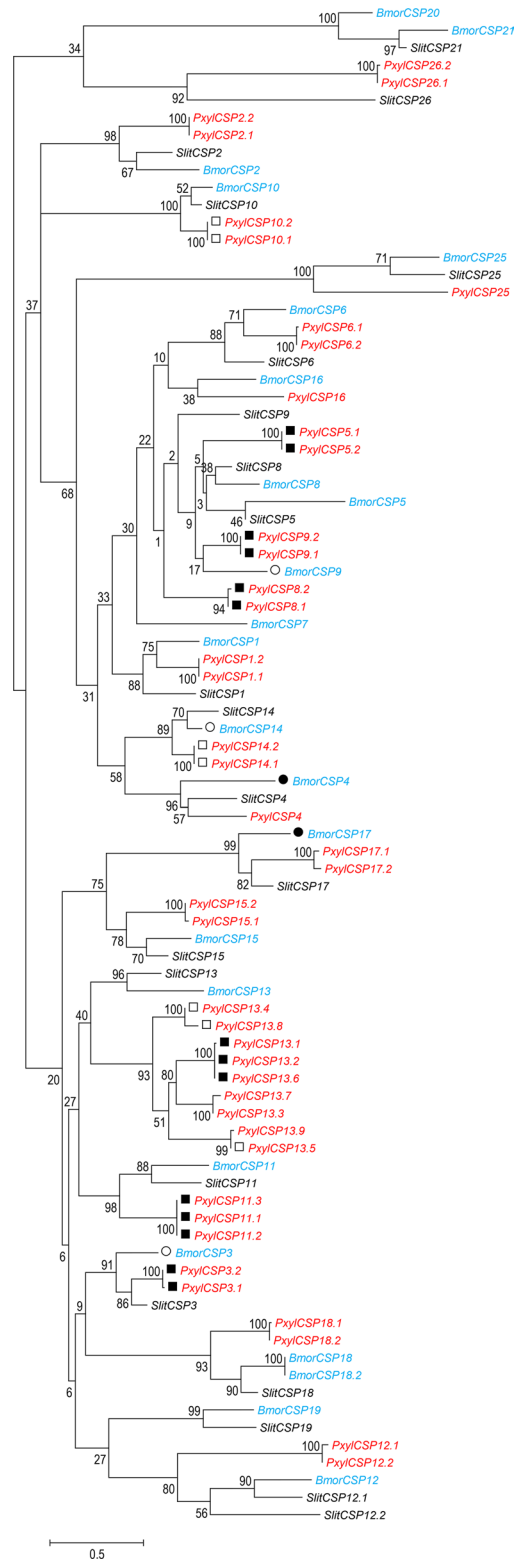 BmorCSP20
100
BmorCSP21
34
97
SlitCSP21
100
PxylCSP26.2
PxylCSP26.1
92
SlitCSP26
100
PxylCSP2.2
98
PxylCSP2.1
SlitCSP2
67
BmorCSP2
52
BmorCSP10
100
SlitCSP10
PxylCSP10.2
100
PxylCSP10.1
71
BmorCSP25
100
SlitCSP25
PxylCSP25
37
BmorCSP6
71
PxylCSP6.1
88
100
PxylCSP6.2
10
SlitCSP6
BmorCSP16
38
PxylCSP16
SlitCSP9
100
PxylCSP5.1
22
PxylCSP5.2
2
5
38
SlitCSP8
BmorCSP8
68
3
BmorCSP5
9
46
SlitCSP5
30
100
PxylCSP9.2
1
PxylCSP9.1
17
BmorCSP9
PxylCSP8.2
33
94
PxylCSP8.1
BmorCSP7
75
BmorCSP1
PxylCSP1.2
100
PxylCSP1.1
31
88
SlitCSP1
70
SlitCSP14
89
BmorCSP14
PxylCSP14.2
100
PxylCSP14.1
58
BmorCSP4
96
SlitCSP4
57
PxylCSP4
BmorCSP17
99
100
PxylCSP17.1
PxylCSP17.2
75
82
SlitCSP17
100
PxylCSP15.2
PxylCSP15.1
78
BmorCSP15
70
SlitCSP15
96
SlitCSP13
BmorCSP13
40
100
PxylCSP13.4
PxylCSP13.8
100
PxylCSP13.1
20
93
80
PxylCSP13.2
PxylCSP13.6
27
PxylCSP13.7
51
100
PxylCSP13.3
PxylCSP13.9
99
PxylCSP13.5
88
BmorCSP11
98
SlitCSP11
PxylCSP11.3
100
PxylCSP11.1
PxylCSP11.2
6
91
BmorCSP3
100
PxylCSP3.2
PxylCSP3.1
9
86
SlitCSP3
100
PxylCSP18.1
PxylCSP18.2
93
100
BmorCSP18
6
BmorCSP18.2
90
SlitCSP18
99
BmorCSP19
SlitCSP19
27
100
PxylCSP12.1
PxylCSP12.2
80
90
BmorCSP12
SlitCSP12.1
56
SlitCSP12.2
0.5